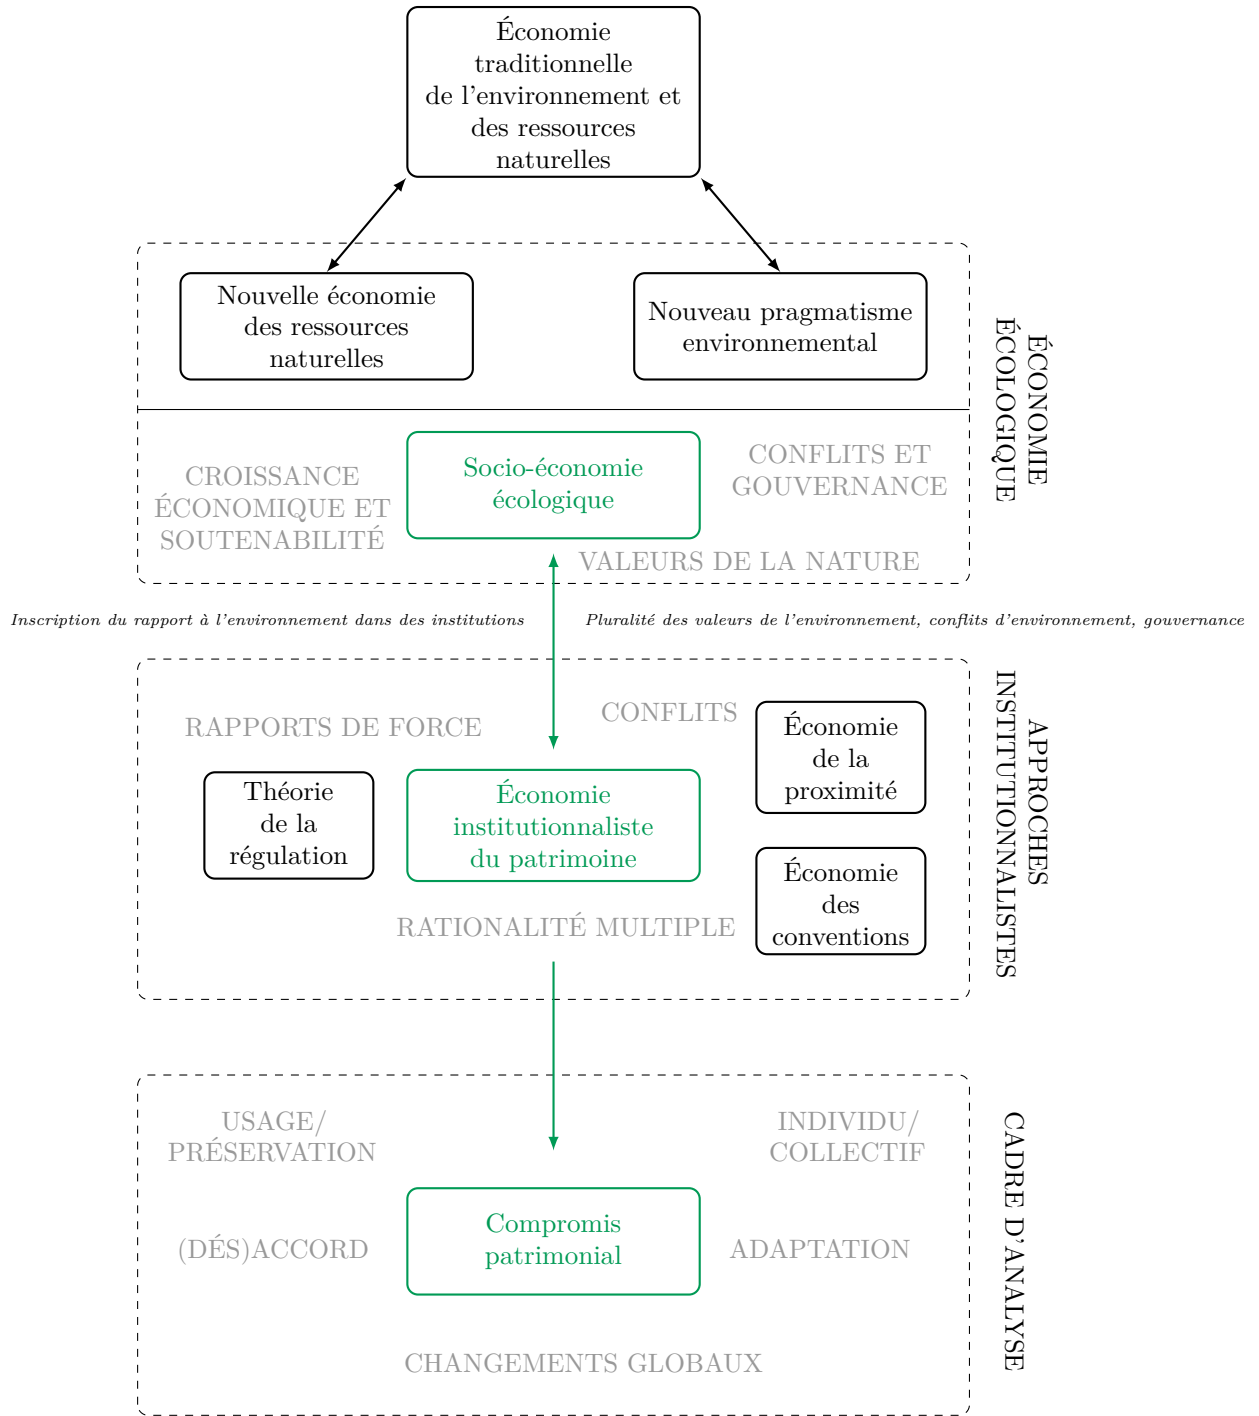 Économie
traditionnelle
de l'environnement et
des ressources
naturelles
Nouvelle économie
des ressources
naturelles
Nouveau pragmatisme
environnemental
ÉCONOMIE
ÉCOLOGIQUE
CROISSANCE
ÉCONOMIQUE ET
SOUTENABILITÉ
Socio-économie
écologique
CONFLITS ET
GOUVERNANCE
VALEURS DE LA NATURE
Inscription du rapport à l'environnement dans des institutions
Pluralité des valeurs de l'environnement, conflits d'environnement, gouvernance
APPROCHES
INSTITUTIONNALISTES
RAPPORTS DE FORCE
CONFLITS
Économie
de la
proximité
Théorie
de la
régulation
Économie
institutionnaliste
du patrimoine
Économie
des
conventions
RATIONALITÉ MULTIPLE
CADRE D'ANALYSE
USAGE/
PRÉSERVATION
INDIVIDU/
COLLECTIF
(DÉS)ACCORD
Compromis
patrimonial
ADAPTATION
CHANGEMENTS GLOBAUX